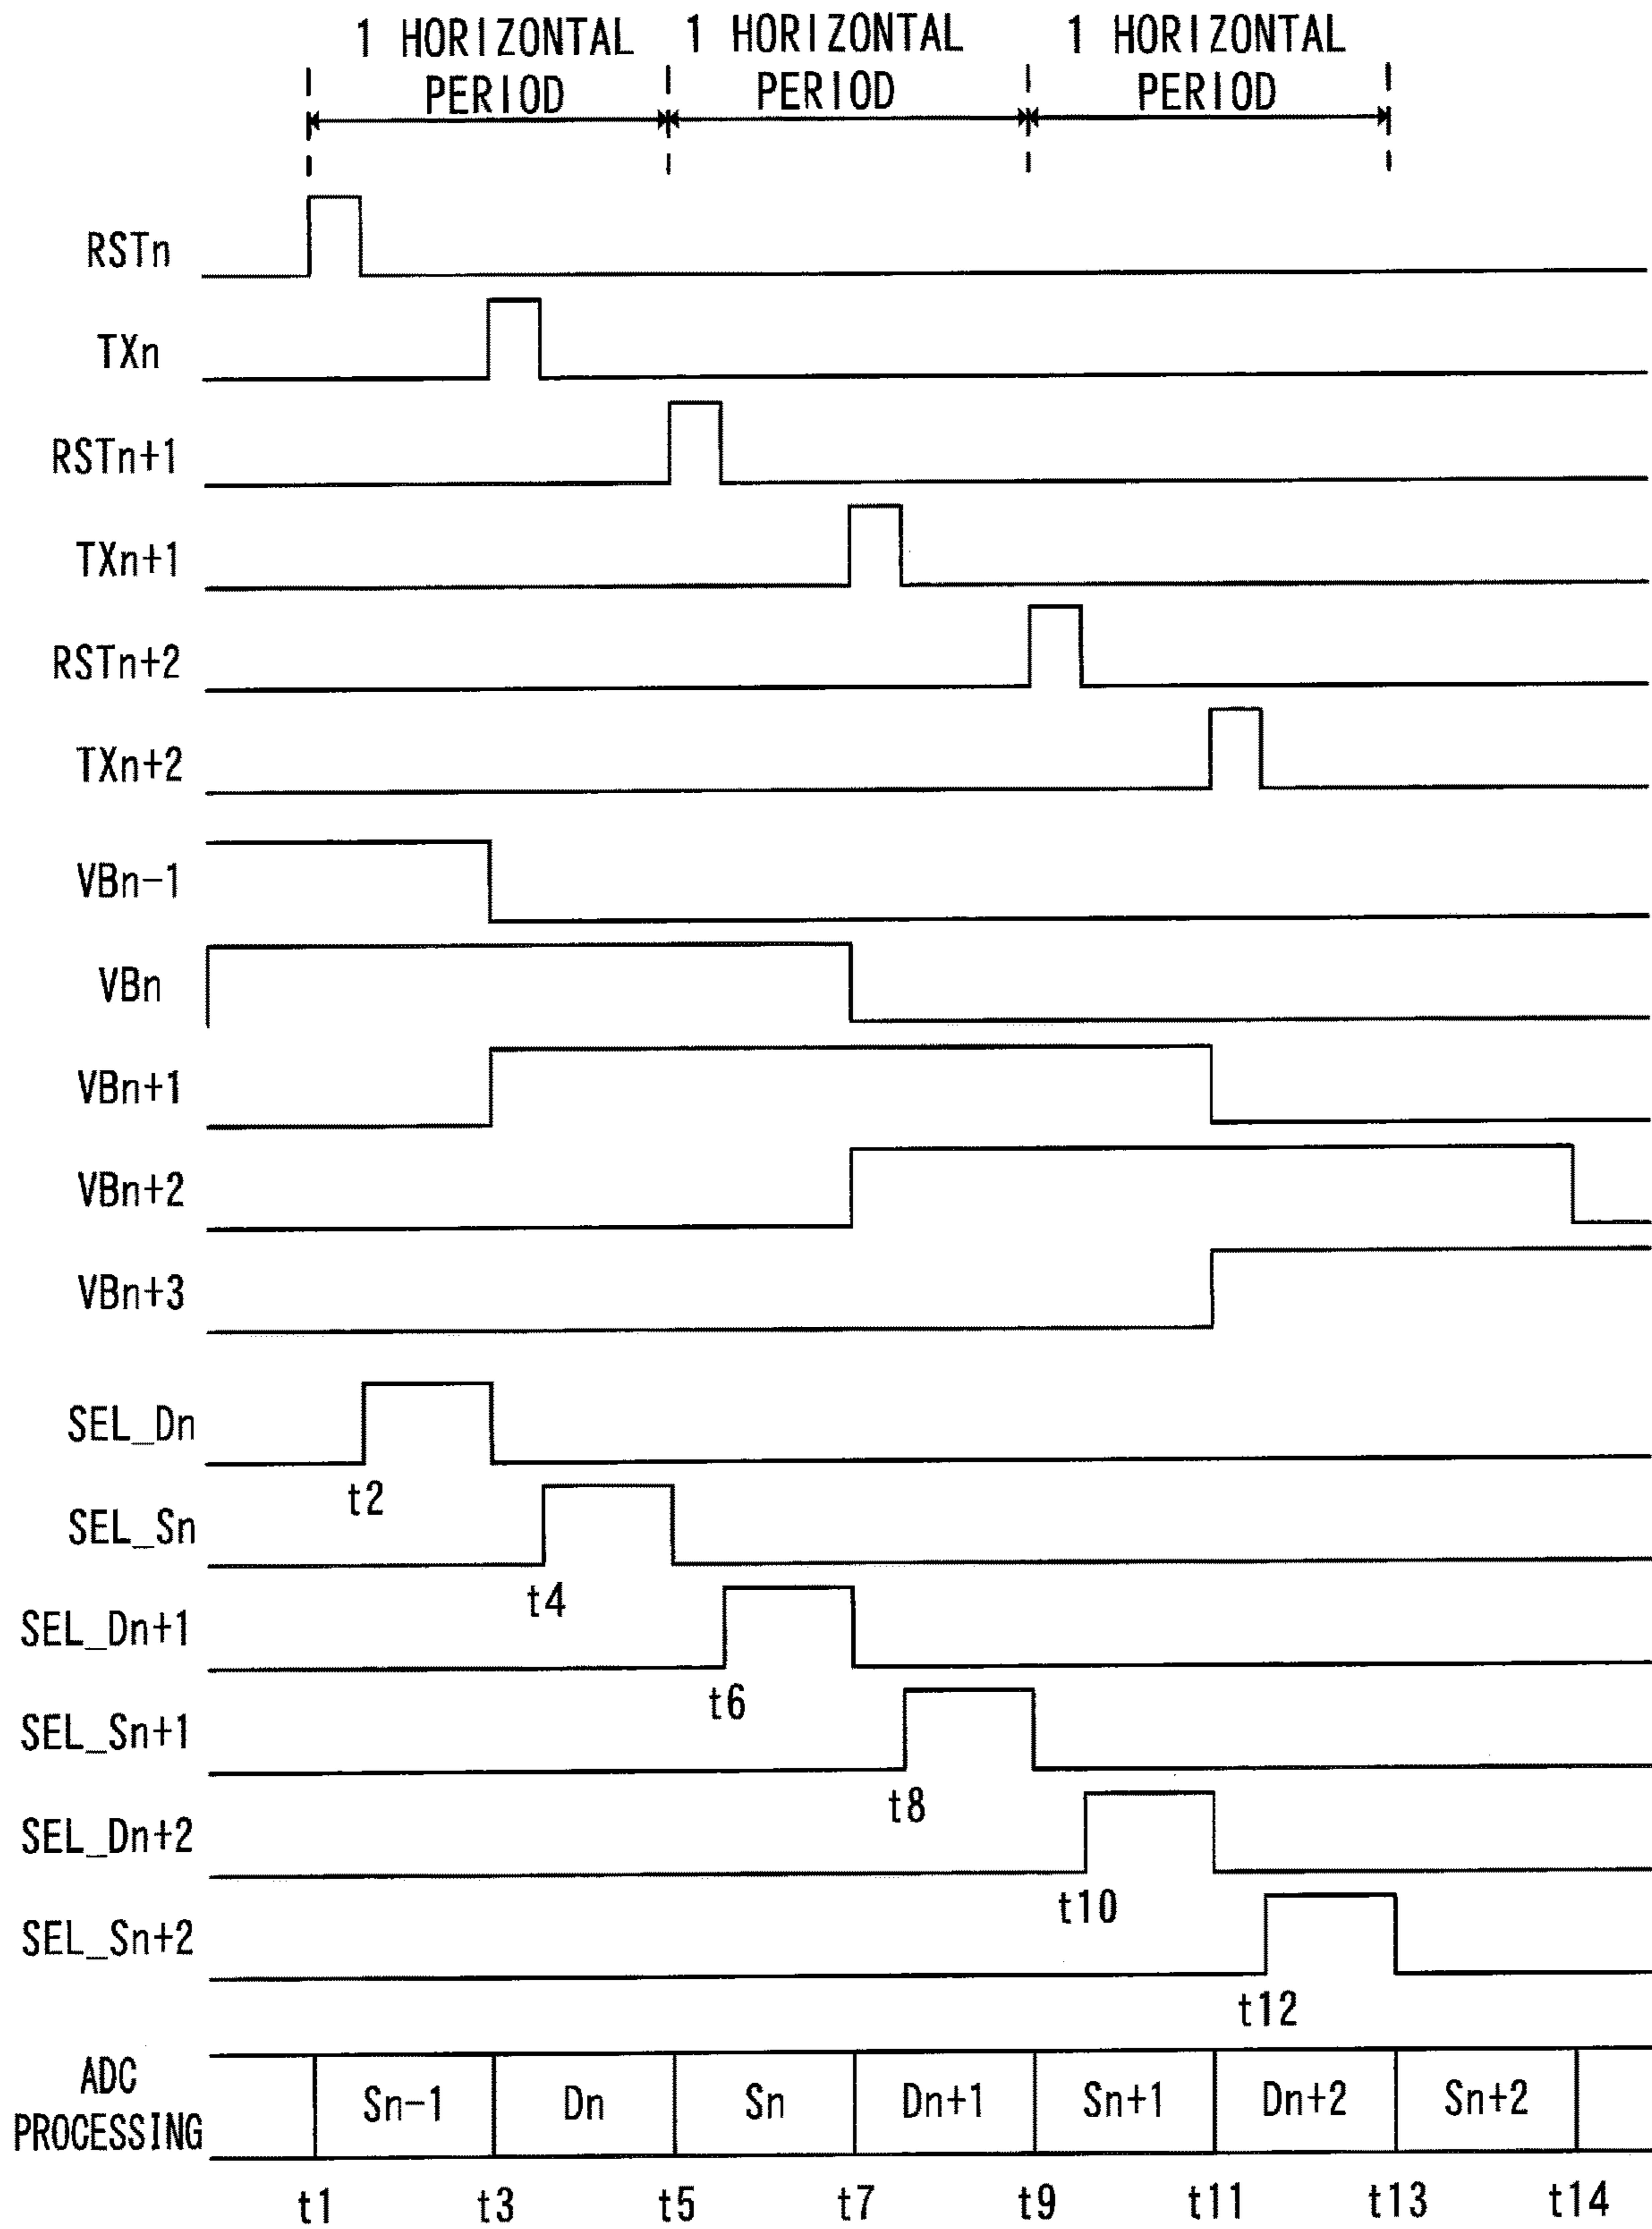 1 HORIZONTAL PERIOD
1 HORIZONTAL PERIOD
1 HORIZONTAL PERIOD
RSTn
TXn
RSTn+1
TXn+1
RSTn+2
TXn+2
VBn-1
VBn
VBn+1
VBn+2
VBn+3
SEL_Dn
t2
SEL_Sn
t4
SEL_Dn+1
t6
SEL_Sn+1
t8
SEL_Dn+2
t10
SEL_Sn+2
t12
ADC PROCESSING
Sn-1 Dn Sn Dn+1 Sn+1 Dn+2 Sn+2
t1 t3 t5 t7 t9 t11 t13 t14